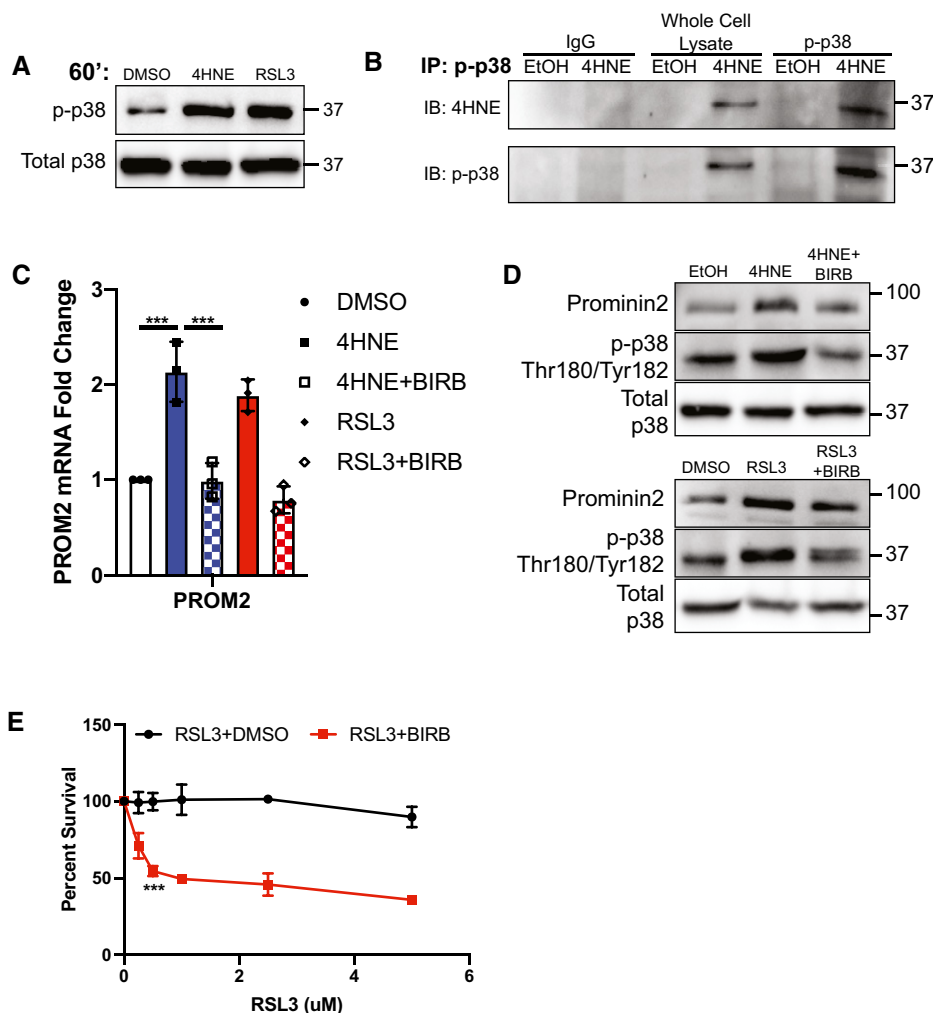 A
60':
DMSO 4HNE RSL3
p-p38
37
Total p38
37
B
Whole Cell
IgG Lysate p-p38
IP: p-p38 EtOH 4HNE EtOH 4HNE EtOH 4HNE
IB: 4HNE
37
IB: p-p38
37
C
PROM2 mRNA Fold Change
3
2
1
0
*** ***
PROM2
DMSO
4HNE
4HNE+BIRB
RSL3
RSL3+BIRB
D
EtOH 4HNE 4HNE+
BIRB
Prominin2
100
p-p38
Thr180/Tyr182
37
Total
p38
37
DMSO RSL3 RSL3
+BIRB
Prominin2
100
p-p38
Thr180/Tyr182
37
Total
p38
37
E
RSL3+DMSO RSL3+BIRB
Percent Survival
150
100
50
0
***
0 2 4 6
RSL3 (uM)